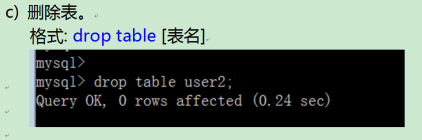 c) 删除表。
格式: drop table [表名]
mysql>
mysql> drop table user2;
Query OK, 0 rows affected (0.24 sec)